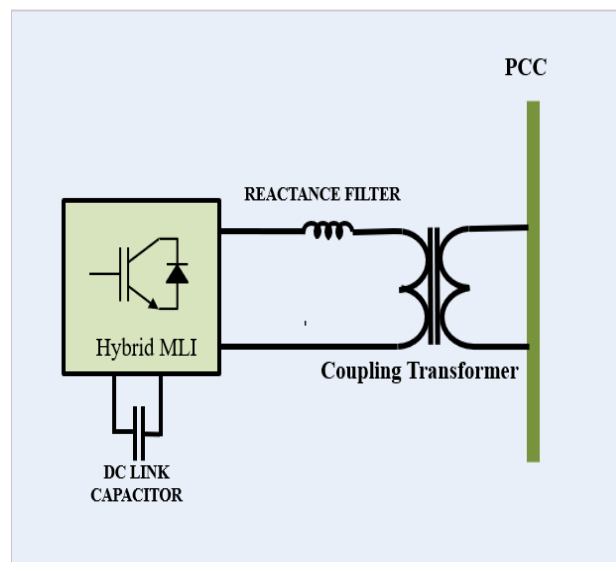 PCC
REACTANCE FILTER
Hybrid MLI
Coupling Transformer
DC LINK
CAPACITOR